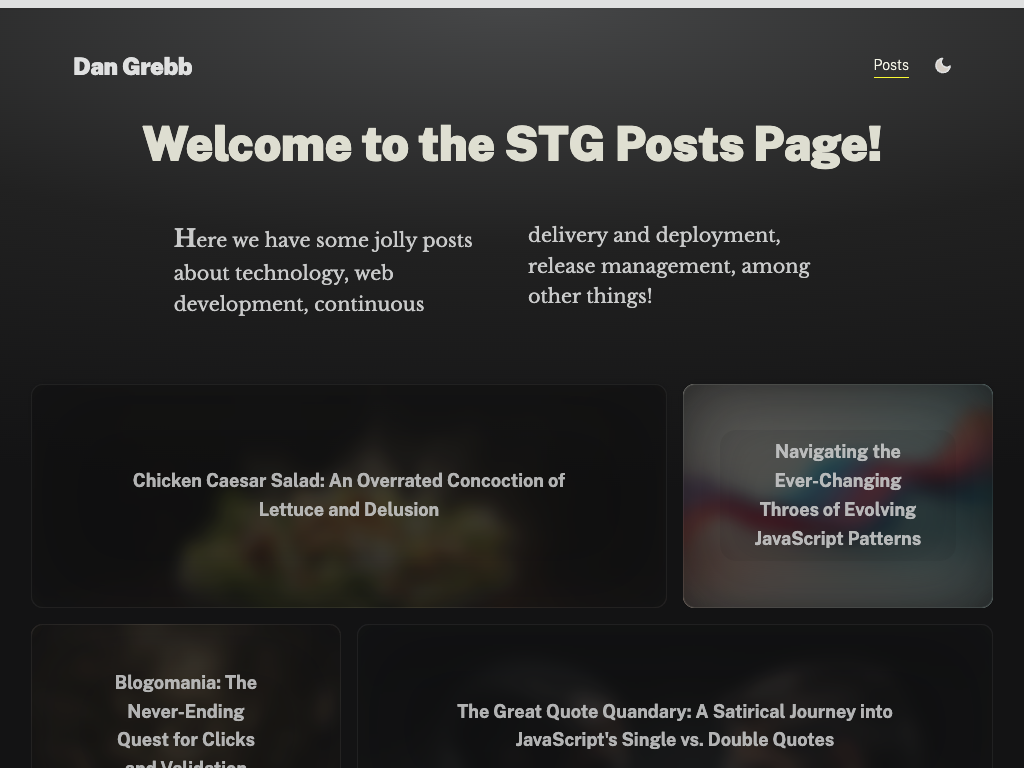 Dan Grebb
Posts
Welcome to the STG Posts Page!
Here we have some jolly posts
about technology, web
development, continuous
delivery and deployment,
release management, among
other things!
Chicken Caesar Salad: An Overrated Concoction of
Lettuce and Delusion
Navigating the
Ever-Changing
Throes of Evolving
JavaScript Patterns
Blogomania: The
Never-Ending
Quest for Clicks
and Validation
The Great Quote Quandary: A Satirical Journey into
JavaScript's Single vs. Double Quotes